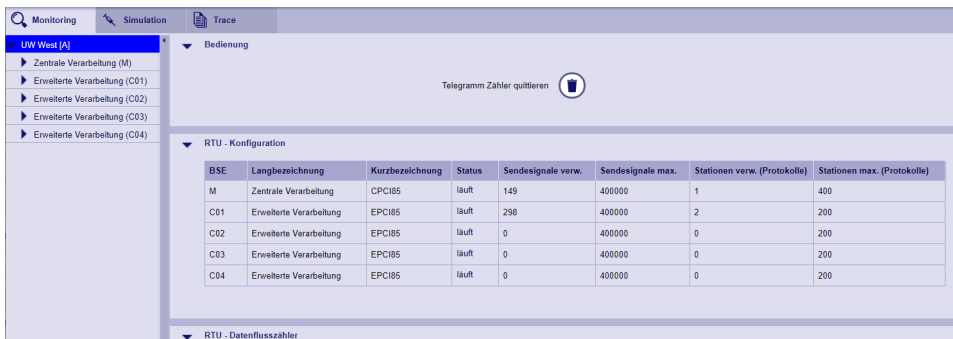 Monitoring Simulation Trace
UW West [A]
Zentrale Verarbeitung (M)
Erweiterte Verarbeitung (C01)
Erweiterte Verarbeitung (C02)
Erweiterte Verarbeitung (C03)
Erweiterte Verarbeitung (C04)
Bedienung
Telegramm Zähler quittieren
RTU - Konfiguration
BSE Langbezeichnung Kurzbezeichnung Status Sendesignale verw. Sendesignale max. Stationen verw. (Protokolle) Stationen max. (Protokolle)
M Zentrale Verarbeitung CPCI85 läuft 149 400000 1 400
C01 Erweiterte Verarbeitung EPCI85 läuft 298 400000 2 200
C02 Erweiterte Verarbeitung EPCI85 läuft 0 400000 0 200
C03 Erweiterte Verarbeitung EPCI85 läuft 0 400000 0 200
C04 Erweiterte Verarbeitung EPCI85 läuft 0 400000 0 200
RTU - Datenflusszähler